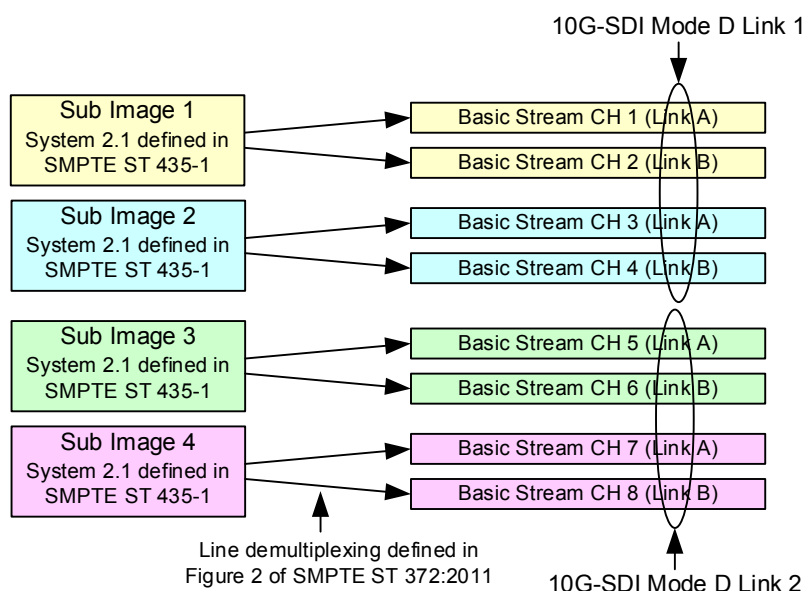 10G-SDI Mode D Link 1
Sub Image 1
System 2.1 defined in
SMPTE ST 435-1
Basic Stream CH 1 (Link A)
Basic Stream CH 2 (Link B)
Sub Image 2
System 2.1 defined in
SMPTE ST 435-1
Basic Stream CH 3 (Link A)
Basic Stream CH 4 (Link B)
Sub Image 3
System 2.1 defined in
SMPTE ST 435-1
Basic Stream CH 5 (Link A)
Basic Stream CH 6 (Link B)
Sub Image 4
System 2.1 defined in
SMPTE ST 435-1
Basic Stream CH 7 (Link A)
Basic Stream CH 8 (Link B)
Line demultiplexing defined in
Figure 2 of SMPTE ST 372:2011
10G-SDI Mode D Link 2